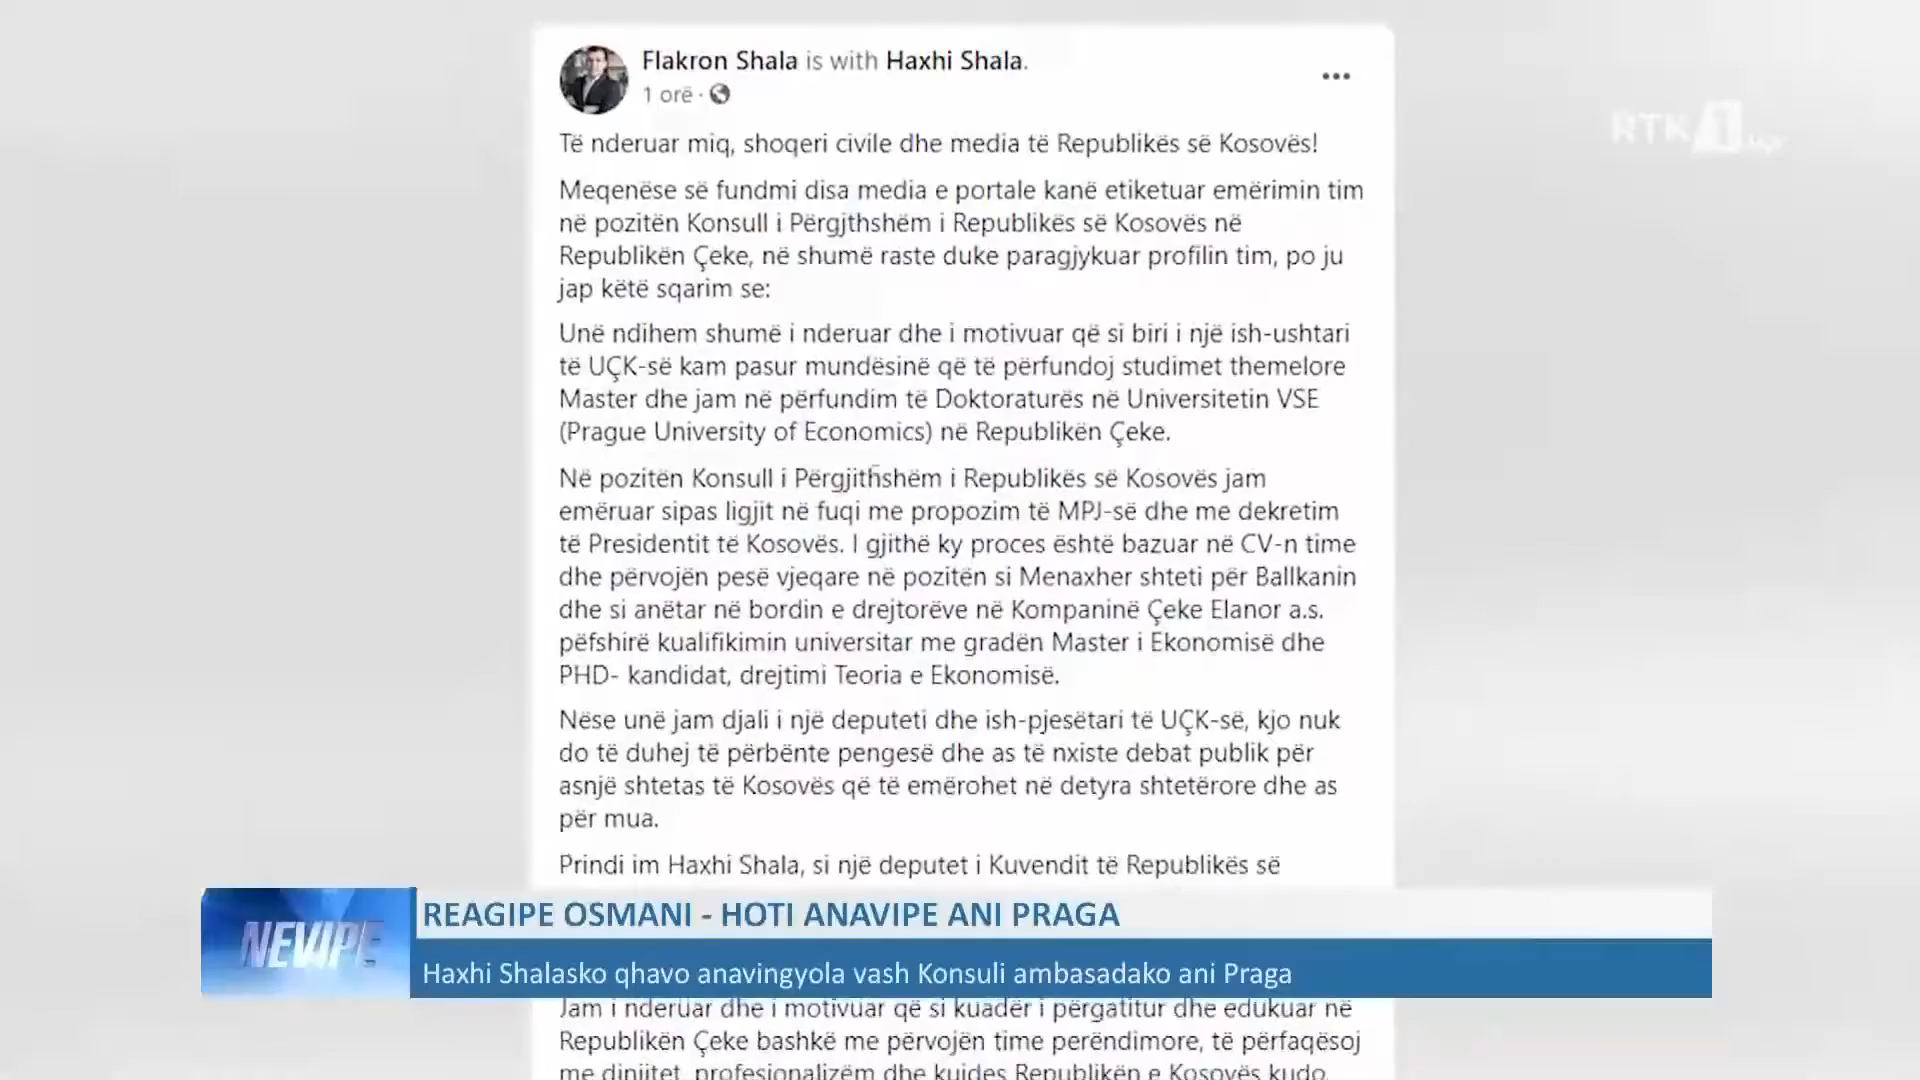 Flakron Shala is with Haxhi Shala.
1 orë ·
RTK 1
Të nderuar miq, shoqeri civile dhe media të Republikës së Kosovës!
Meqenëse së fundmi disa media e portale kanë etiketuar emërimin tim
në pozitën Konsull i Përgjthshëm i Republikës së Kosovës në
Republikën Çeke, në shumë raste duke paragjykuar profilin tim, po ju
jap këtë sqarim se:
Unë ndihem shumë i nderuar dhe i motivuar që si biri i një ish-ushtari
të UÇK-së kam pasur mundësinë që të përfundoj studimet themelore
Master dhe jam në përfundim të Doktoraturës në Universitetin VSE
(Prague University of Economics) në Republikën Çeke.
Në pozitën Konsull i Përgjithshëm i Republikës së Kosovës jam
emëruar sipas ligjit në fuqi me propozim të MPJ-së dhe me dekretim
të Presidentit të Kosovës. I gjithë ky proces është bazuar në CV-n time
dhe përvojën pesë vjeqare në pozitën si Menaxher shteti për Ballkanin
dhe si anëtar në bordin e drejtorëve në Kompaninë Çeke Elanor a.s.
pëfshirë kualifikimin universitar me gradën Master i Ekonomisë dhe
PHD- kandidat, drejtimi Teoria e Ekonomisë.
Nëse unë jam djali i një deputeti dhe ish-pjesëtari të UÇK-së, kjo nuk
do të duhej të përbënte pengesë dhe as të nxiste debat publik për
asnjë shtetas të Kosovës që të emërohet në detyra shtetërore dhe as
për mua.
Prindi im Haxhi Shala, si një deputet i Kuvendit të Republikës së
NEVIPE
REAGIPE OSMANI - HOTI ANAVIPE ANI PRAGA
Haxhi Shalasko qhavo anavingyola vash Konsuli ambasadako ani Praga
Jam i nderuar dhe i motivuar që si kuadër i përgatitur dhe edukuar në
Republikën Çeke bashkë me përvojën time perëndimore, të përfaqësoj
me dinjitet, profesionalizëm dhe kujdes Republikën e Kosovës kudo